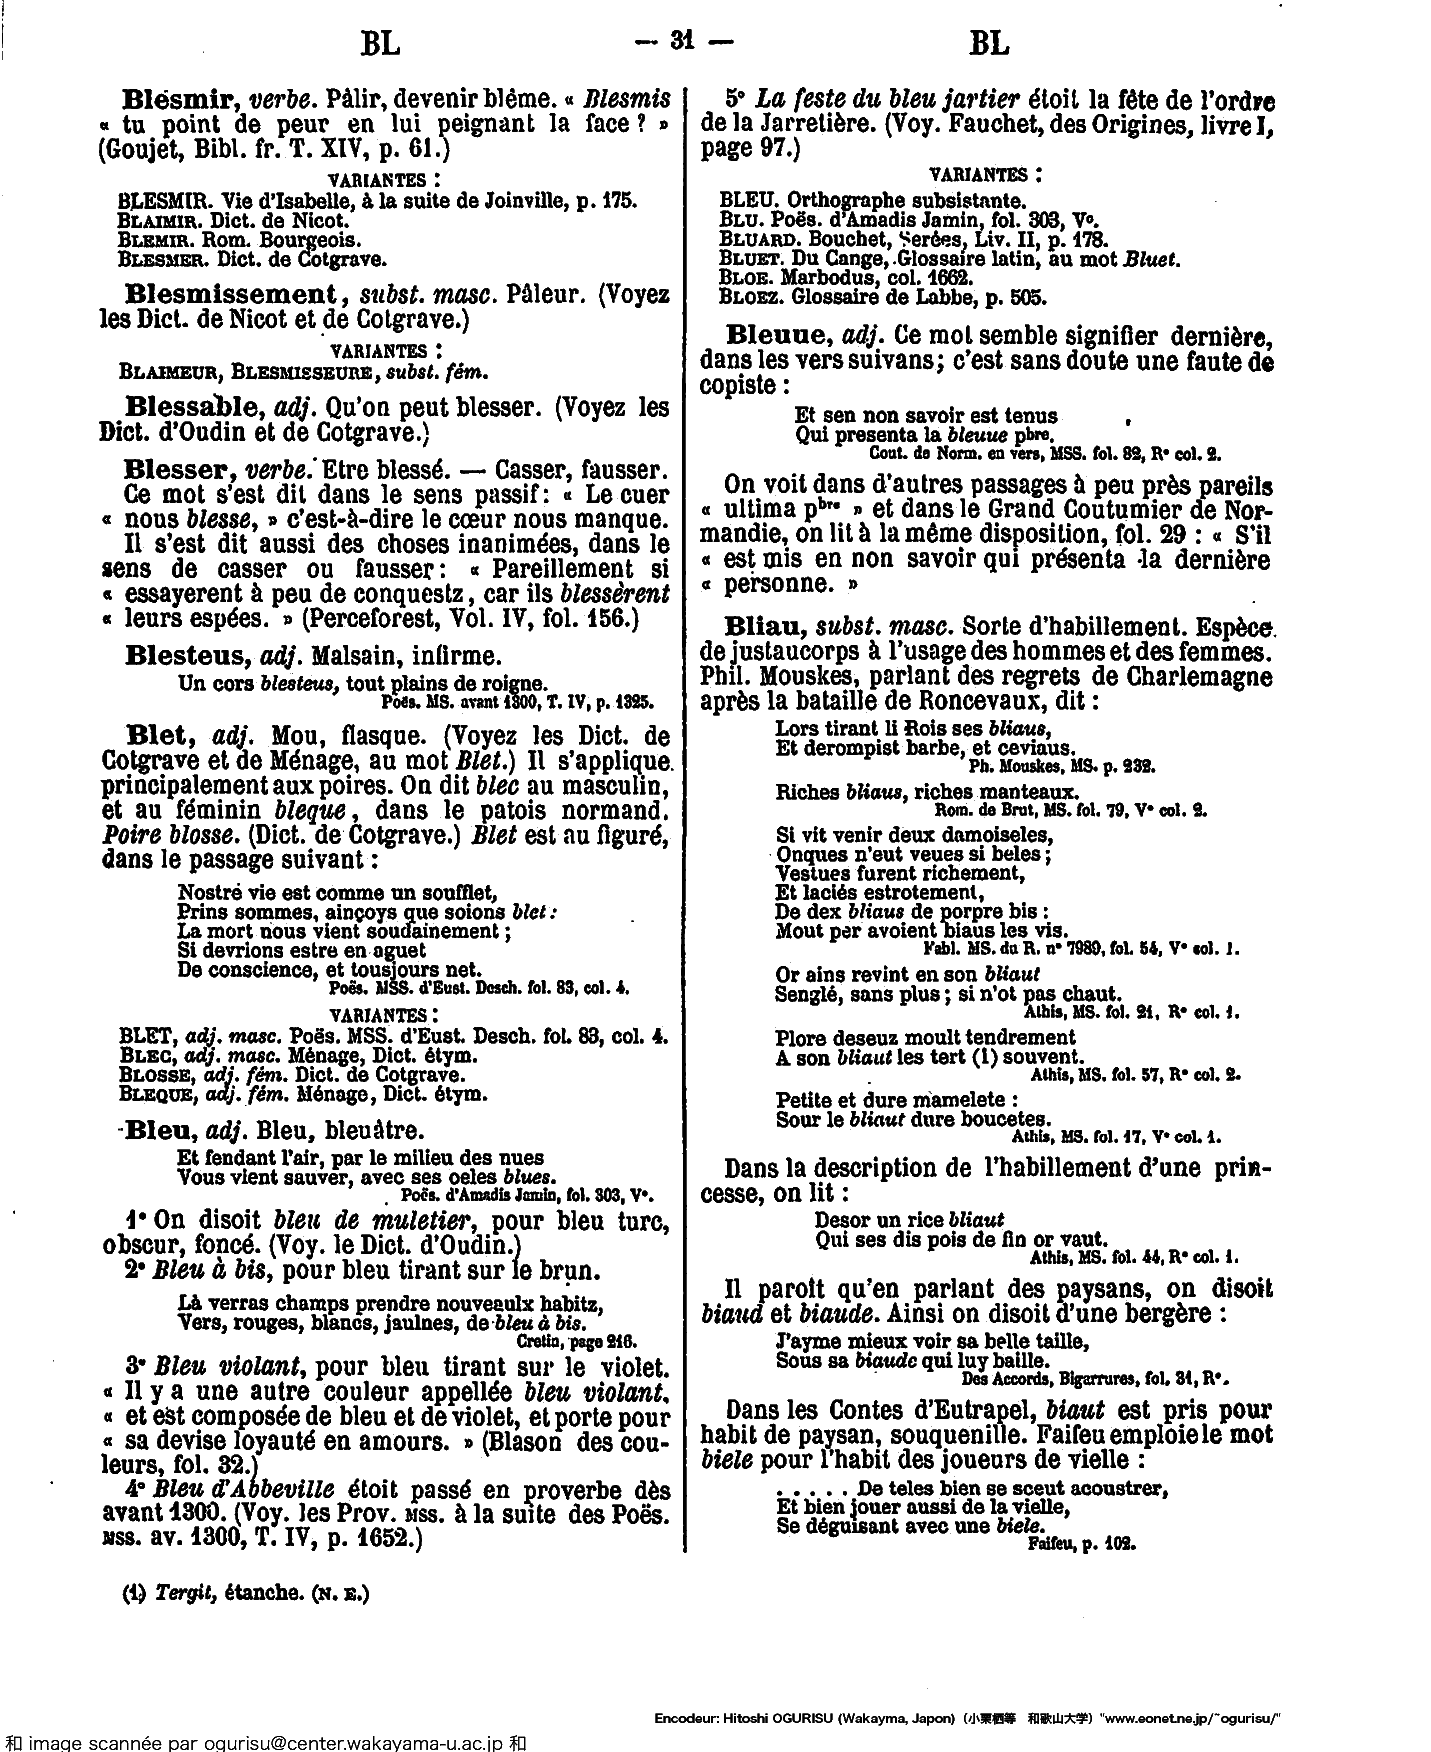 BL — 31 — BL
Blesmir, verbe. Pâlir, devenir blême. « Blesmis
« tu point de peur en lui peignant la face ? »
(Goujet, Bibl. fr. T. XIV, p. 61.)
VARIANTES :
BLESMIR. Vie d'Isabelle, à la suite de Joinville, p. 175.
BLAIMIR. Dict. de Nicot.
BLEMIR. Rom. Bourgeois.
BLESMER. Dict. de Cotgrave.
Blesmissement, subst. masc. Pâleur. (Voyez
les Dict. de Nicot et de Cotgrave.)
VARIANTES :
BLAIMEUR, BLESMISSEURE, subst. fém.
Blessable, adj. Qu'on peut blesser. (Voyez les
Dict. d'Oudin et de Cotgrave.)
Blesser, verbe. Etre blessé. — Casser, fausser.
Ce mot s'est dit dans le sens passif : « Le cuer
« nous blesse, » c'est-à-dire le cœur nous manque.
Il s'est dit aussi des choses inanimées, dans le
sens de casser ou fausser : « Pareillement si
« essayerent à peu de conquestz, car ils blessèrent
« leurs espées. » (Perceforest, Vol. IV, fol. 156.)
Blesteus, adj. Malsain, infirme.
Un cors blesteus, tout plains de roigne.
Poës. MS. avant 1300, T. IV, p. 1325.
Blet, adj. Mou, flasque. (Voyez les Dict. de
Cotgrave et de Ménage, au mot Blet.) Il s'applique
principalement aux poires. On dit blec au masculin,
et au féminin bleque, dans le patois normand.
Poire blosse. (Dict. de Cotgrave.) Blet est au figuré,
dans le passage suivant :
Nostre vie est comme un soufflet,
Prins sommes, ainçoys que soions blet :
La mort nous vient soudainement ;
Si devrions estre en aguet
De conscience, et tousjours net.
Poës. MSS. d'Eust. Desch. fol. 83, col. 4.
VARIANTES :
BLET, adj. masc. Poës. MSS. d'Eust. Desch. fol. 83, col. 4.
BLEC, adj. masc. Ménage, Dict. étym.
BLOSSE, adj. fém. Dict. de Cotgrave.
BLEQUE, adj. fém. Ménage, Dict. étym.
Bleu, adj. Bleu, bleuâtre.
Et fendant l'air, par le milieu des nues
Vous vient sauver, avec ses oeles blues.
Poës. d'Amadis Jamin, fol. 303, V°.
1° On disoit bleu de muletier, pour bleu turc,
obscur, foncé. (Voy. le Dict. d'Oudin.)
2° Bleu à bis, pour bleu tirant sur le brun.
Là verras champs prendre nouveaulx habitz,
Vers, rouges, blancs, jaulnes, de bleu à bis.
Cretin, page 216.
3° Bleu violant, pour bleu tirant sur le violet.
« Il y a une autre couleur appellée bleu violant,
« et est composée de bleu et de violet, et porte pour
« sa devise loyauté en amours. » (Blason des cou-
leurs, fol. 32.)
4° Bleu d'Abbeville étoit passé en proverbe dès
avant 1300. (Voy. les Prov. MSS. à la suite des Poës.
MSS. av. 1300, T. IV, p. 1652.)
5° La feste du bleu jartier étoit la fête de l'ordre
de la Jarretière. (Voy. Fauchet, des Origines, livre I,
page 97.)
VARIANTES :
BLEU. Orthographe subsistante.
BLU. Poës. d'Amadis Jamin, fol. 303, V°.
BLUARD. Bouchet, Serées, Liv. II, p. 178.
BLUET. Du Cange, Glossaire latin, au mot Bluet.
BLOE. Marbodus, col. 1662.
BLOEZ. Glossaire de Labbe, p. 505.
Bleuue, adj. Ce mot semble signifier dernière,
dans les vers suivans ; c'est sans doute une faute de
copiste :
Et sen non savoir est tenus
Qui presenta la bleuue pbre.
Cout. de Norm. en vers, MSS. fol. 82, R° col. 2.
On voit dans d'autres passages à peu près pareils
« ultima pbre » et dans le Grand Coutumier de Nor-
mandie, on lit à la même disposition, fol. 29 : « S'il
« est mis en non savoir qui présenta la dernière
« personne. »
Bliau, subst. masc. Sorte d'habillement. Espèce
de justaucorps à l'usage des hommes et des femmes.
Phil. Mouskes, parlant des regrets de Charlemagne
après la bataille de Roncevaux, dit :
Lors tirant li Rois ses bliaus,
Et derompist barbe, et ceviaus.
Ph. Mouskes, MS. p. 232.
Riches bliaus, riches manteaux.
Rom. de Brut, MS. fol. 79, V° col. 2.
Si vit venir deux damoiseles,
Onques n'eut veues si beles ;
Vestues furent richement,
Et laciés estrotement,
De dex bliaus de porpre bis :
Mout per avoient biaus les vis.
Fabl. MS. du R. n° 7989, fol. 54, V° col. 1.
Or ains revint en son bliaut
Senglé, sans plus ; si n'ot pas chaut.
Athis, MS. fol. 21, R° col. 1.
Plore deseuz moult tendrement
A son bliaut les tert (1) souvent.
Athis, MS. fol. 57, R° col. 2.
Petite et dure mamelete :
Sour le bliaut dure boucetes.
Athis, MS. fol. 17, V° col. 1.
Dans la description de l'habillement d'une prin-
cesse, on lit :
Desor un rice bliaut
Qui ses dis pois de fin or vaut.
Athis, MS. fol. 44, R° col. 1.
Il paroît qu'en parlant des paysans, on disoit
biaud et biaude. Ainsi on disoit d'une bergère :
J'ayme mieux voir sa belle taille,
Sous sa biaude qui luy baille.
Des Accords, Bigarrures, fol. 31, R°.
Dans les Contes d'Eutrapel, biaut est pris pour
habit de paysan, souquenille. Faifeu emploie le mot
biele pour l'habit des joueurs de vielle :
. . . . . De teles bien se sceut acoustrer,
Et bien jouer aussi de la vielle,
Se déguisant avec une biele.
Faifeu, p. 102.
(1) Tergit, étanche. (N. E.)
Encodeur: Hitoshi OGURISU (Wakayma, Japon) (小栗栖等 和歌山大学) "www.eonet.ne.jp/~ogurisu/"
和 image scannée par ogurisu@center.wakayama-u.ac.jp 和